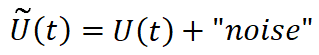 Ũ(t) = U(t) + "noise"